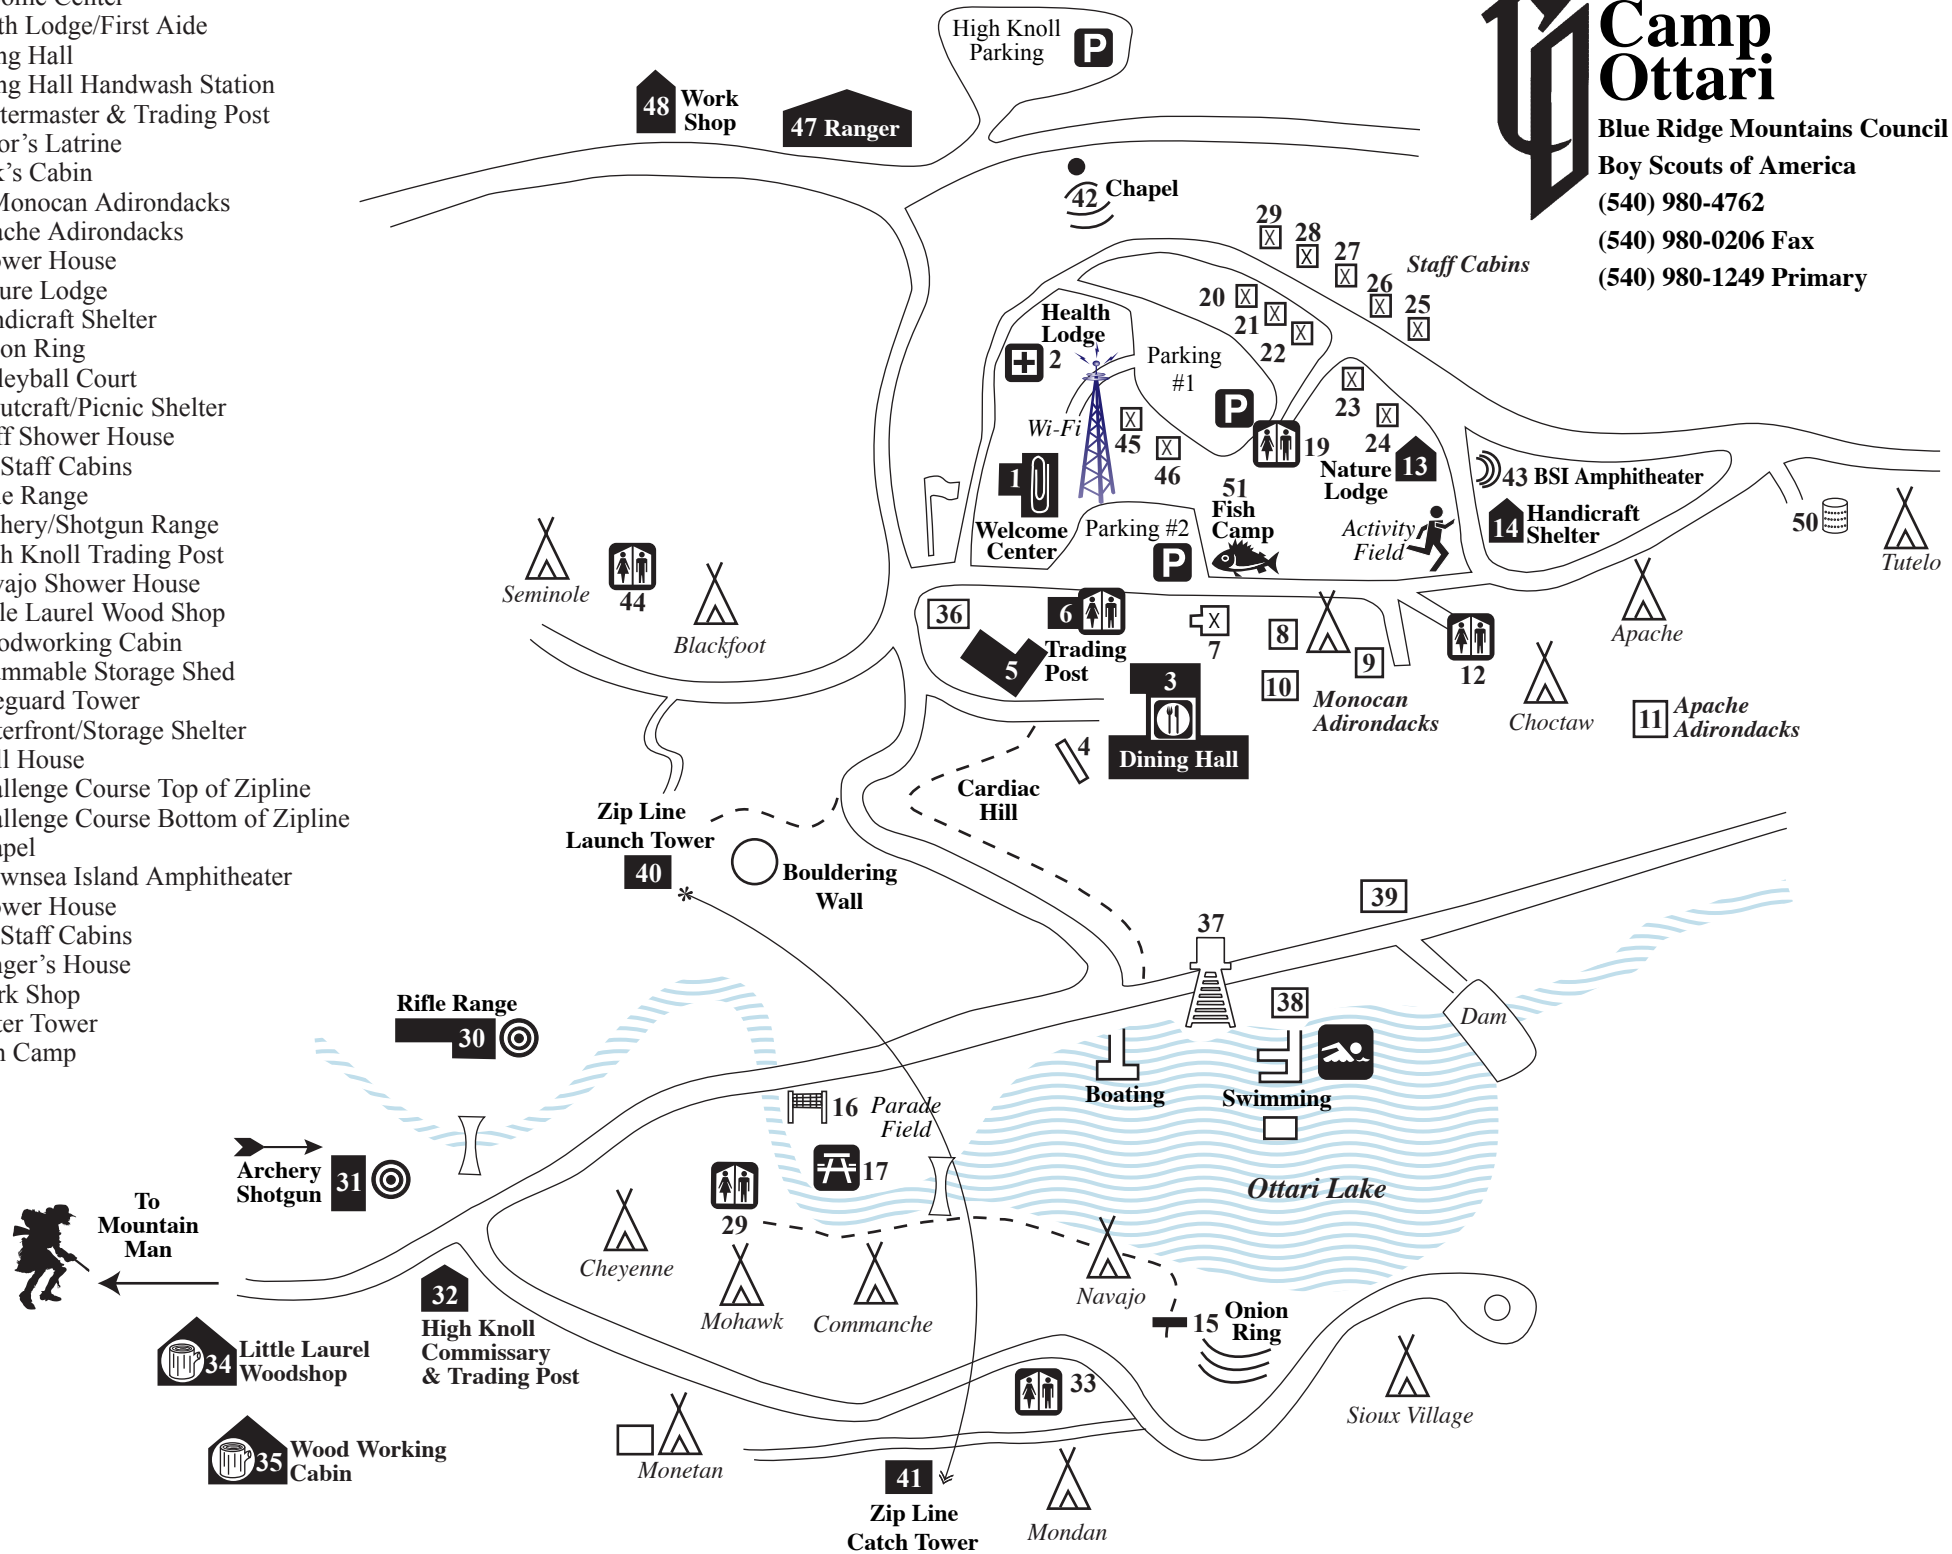 th Lodge/First Aide
ng Hall
ng Hall Handwash Station
termaster & Trading Post
or's Latrine
k's Cabin
Monocan Adirondacks
ache Adirondacks
ower House
ure Lodge
ndicraft Shelter
on Ring
leyball Court
utcraft/Picnic Shelter
ff Shower House
Staff Cabins
le Range
hery/Shotgun Range
h Knoll Trading Post
vajo Shower House
le Laurel Wood Shop
odworking Cabin
mmable Storage Shed
eguard Tower
terfront/Storage Shelter
ll House
allenge Course Top of Zipline
allenge Course Bottom of Zipline
apel
wnsea Island Amphitheater
ower House
Staff Cabins
nger's House
rk Shop
ter Tower
h Camp
Camp
Ottari
Blue Ridge Mountains Council
Boy Scouts of America
(540) 980-4762
(540) 980-0206 Fax
(540) 980-1249 Primary
High Knoll
Parking
P
48 Work
Shop
47 Ranger
42 Chapel
29
28
27
26
25
Staff Cabins
20
21
22
Health
Lodge
2
Parking
#1
P
23
24
Wi-Fi
45
46
19
Nature
Lodge
13
43 BSI Amphitheater
14 Handicraft
Shelter
50
Tutelo
1
Welcome
Center
Parking #2
P
51
Fish
Camp
Activity
Field
Seminole
44
Blackfoot
36
6
Trading
Post
5
7
8
9
10
Monocan
Adirondacks
12
Apache
Choctaw
11 Apache
Adirondacks
3
Dining Hall
4
Cardiac
Hill
Zip Line
Launch Tower
40
*
Bouldering
Wall
39
37
38
Dam
Rifle Range
30
Boating
Swimming
16 Parade
Field
17
Archery
Shotgun
31
To
Mountain
Man
29
Ottari Lake
Cheyenne
Mohawk
Commanche
Navajo
15 Onion
Ring
32
High Knoll
Commissary
& Trading Post
34 Little Laurel
Woodshop
33
Sioux Village
35 Wood Working
Cabin
Monetan
41
Zip Line
Catch Tower
Mondan